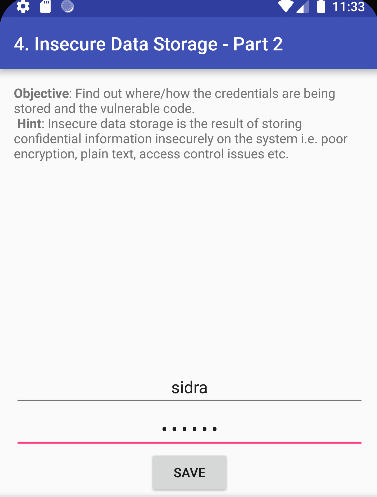 11:33
4. Insecure Data Storage - Part 2
Objective: Find out where/how the credentials are being
stored and the vulnerable code.
Hint: Insecure data storage is the result of storing
confidential information insecurely on the system i.e. poor
encryption, plain text, access control issues etc.
sidra
••••••
SAVE